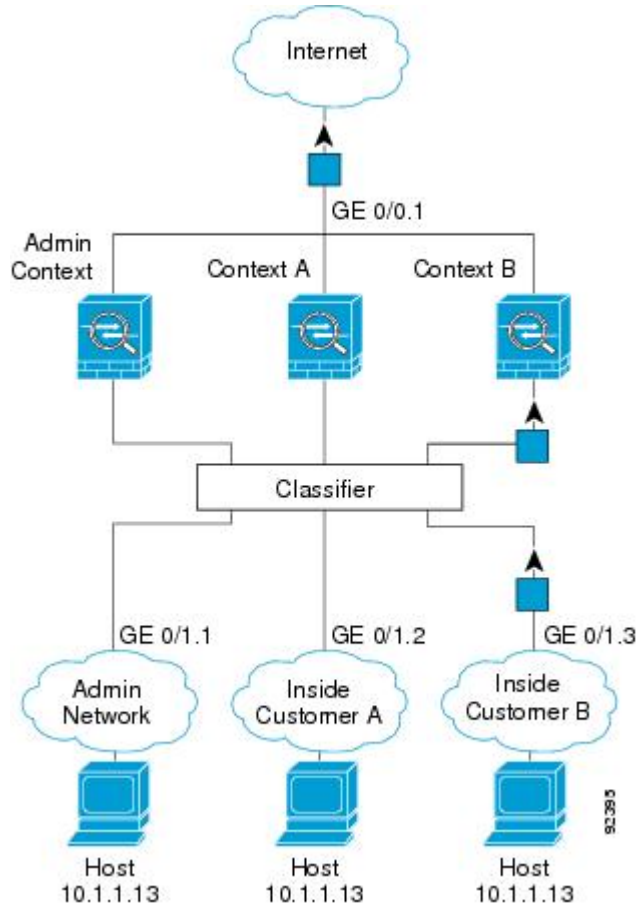 Internet
GE 0/0.1
Admin
Context
Context A
Context B
Classifier
GE 0/1.1
GE 0/1.2
GE 0/1.3
Admin
Network
Inside
Customer A
Inside
Customer B
92395
Host
10.1.1.13
Host
10.1.1.13
Host
10.1.1.13